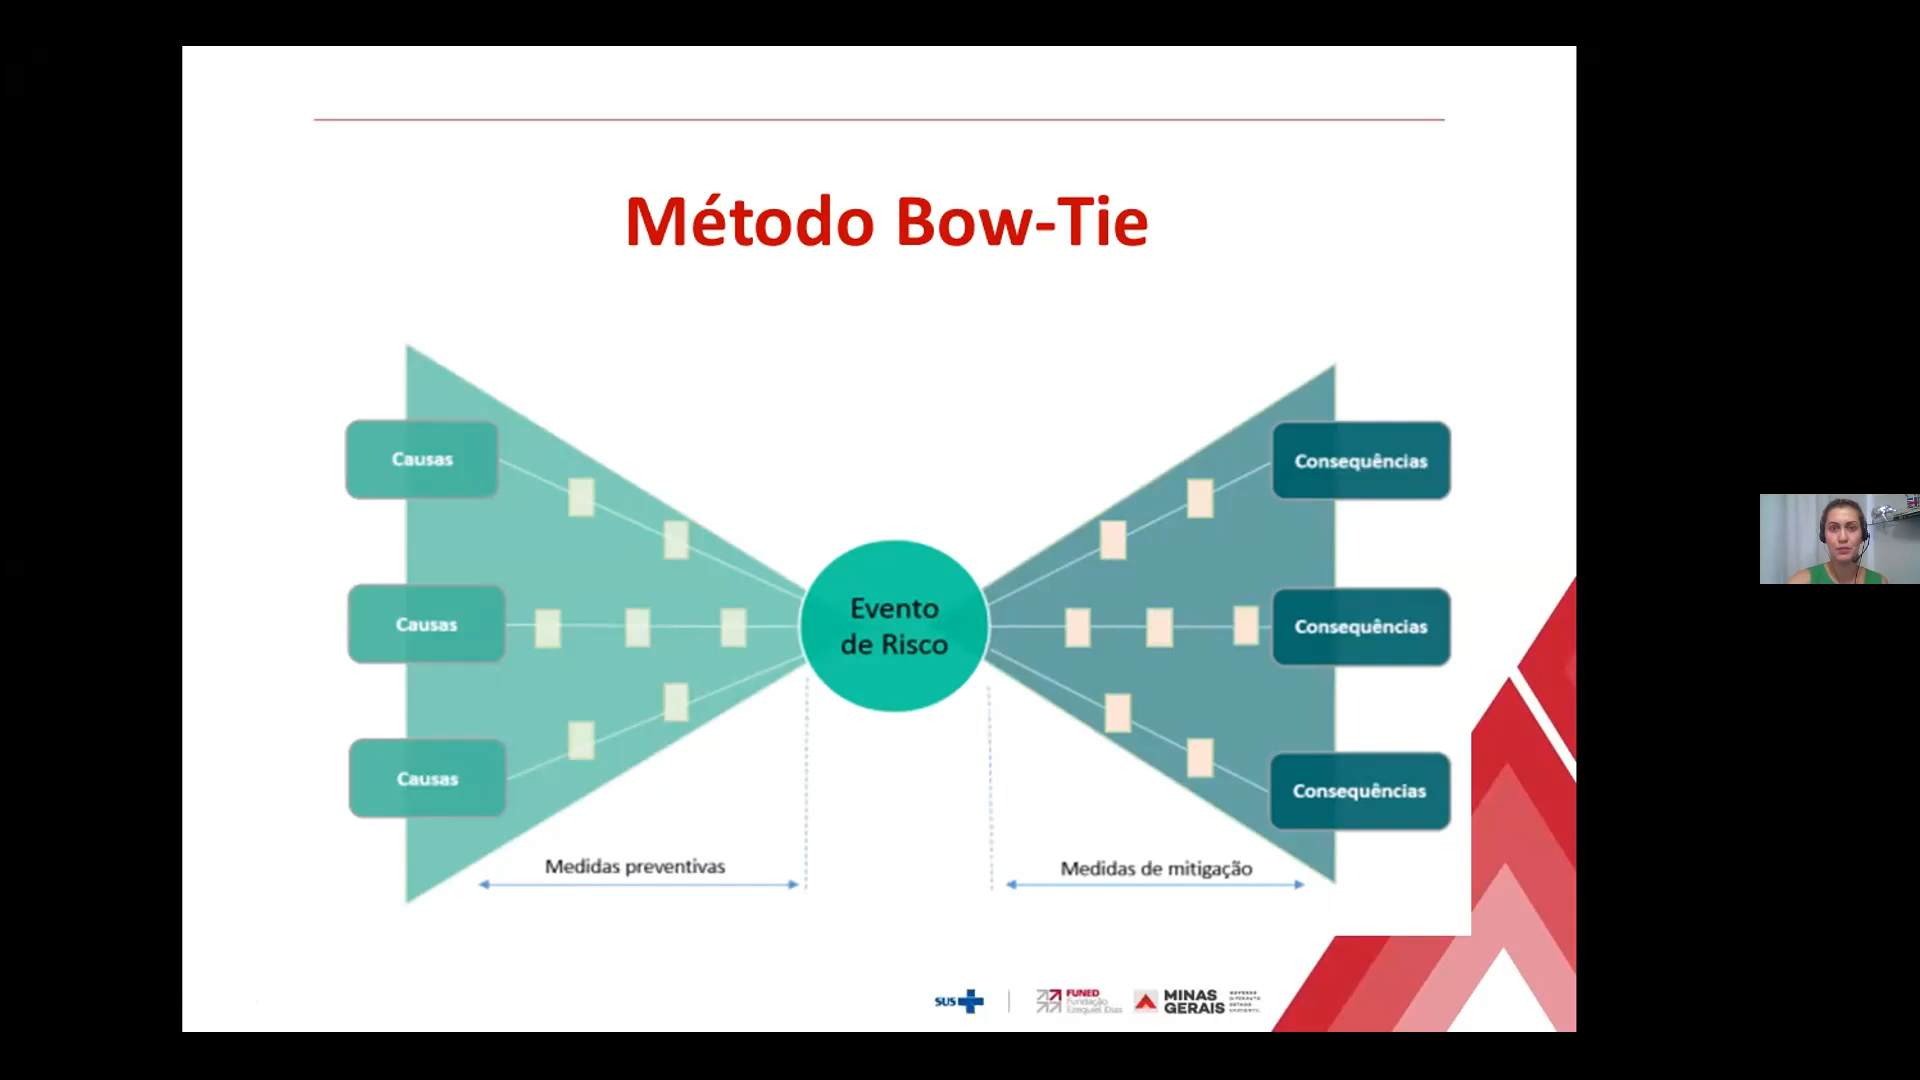 Método Bow-Tie
Causas
Causas
Causas
Evento
de Risco
Consequências
Consequências
Consequências
Medidas preventivas
Medidas de mitigação
SUS
FUNED
Fundação
Ezequiel Dias
MINAS
GERAIS